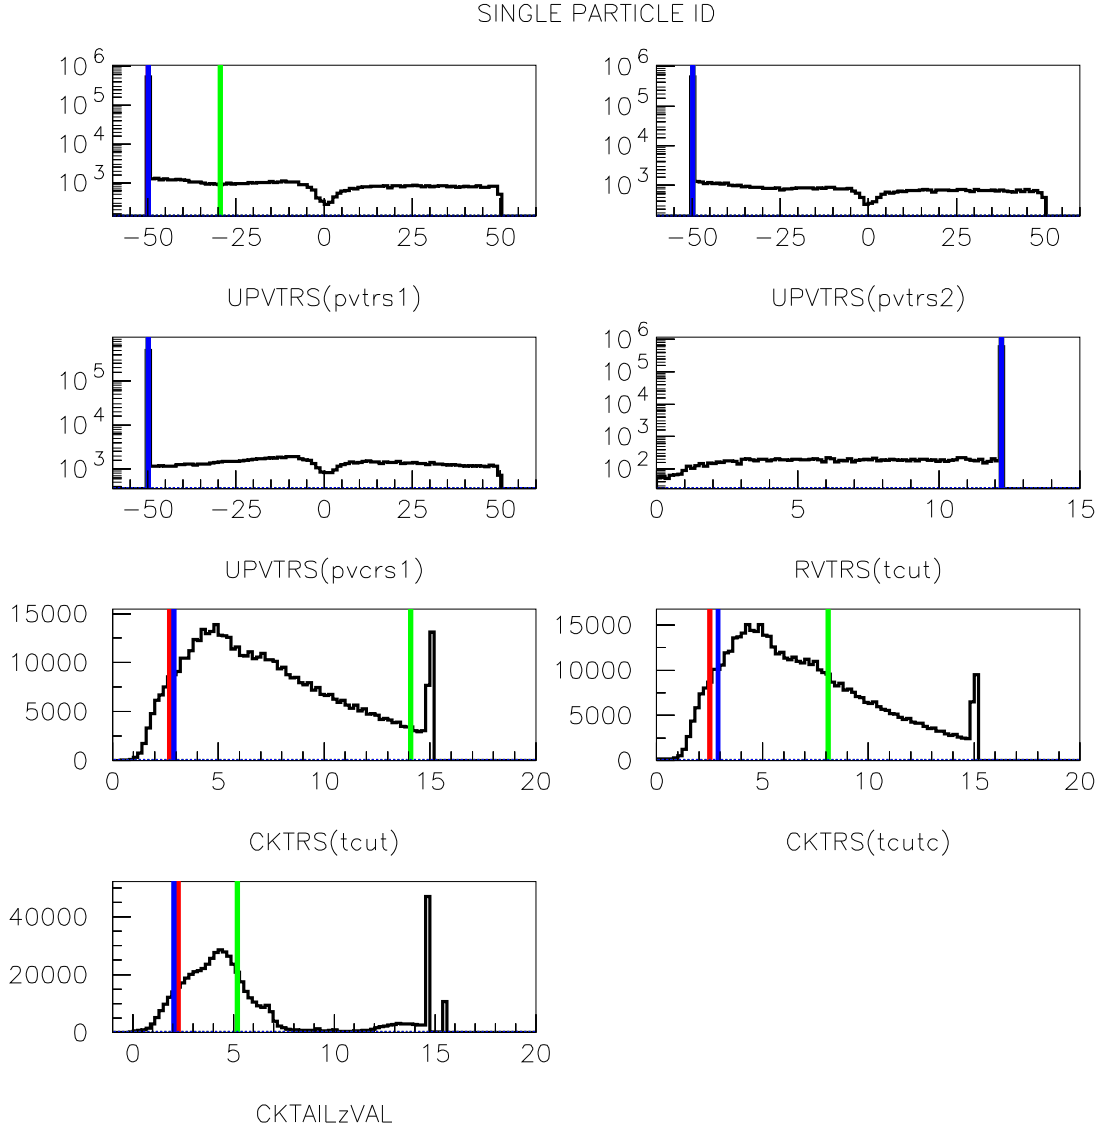 SINGLE PARTICLE ID
10^6
10^5
10^4
10^3
-50 -25 0 25 50
UPVTRS(pvtrs1)
10^6
10^5
10^4
10^3
-50 -25 0 25 50
UPVTRS(pvtrs2)
10^5
10^4
10^3
-50 -25 0 25 50
UPVTRS(pvcrs1)
10^6
10^5
10^4
10^3
10^2
0 5 10 15
RVTRS(tcut)
15000
10000
5000
0
0 5 10 15 20
CKTRS(tcut)
15000
10000
5000
0
0 5 10 15 20
CKTRS(tcutc)
40000
20000
0
0 5 10 15 20
CKTAILzVAL